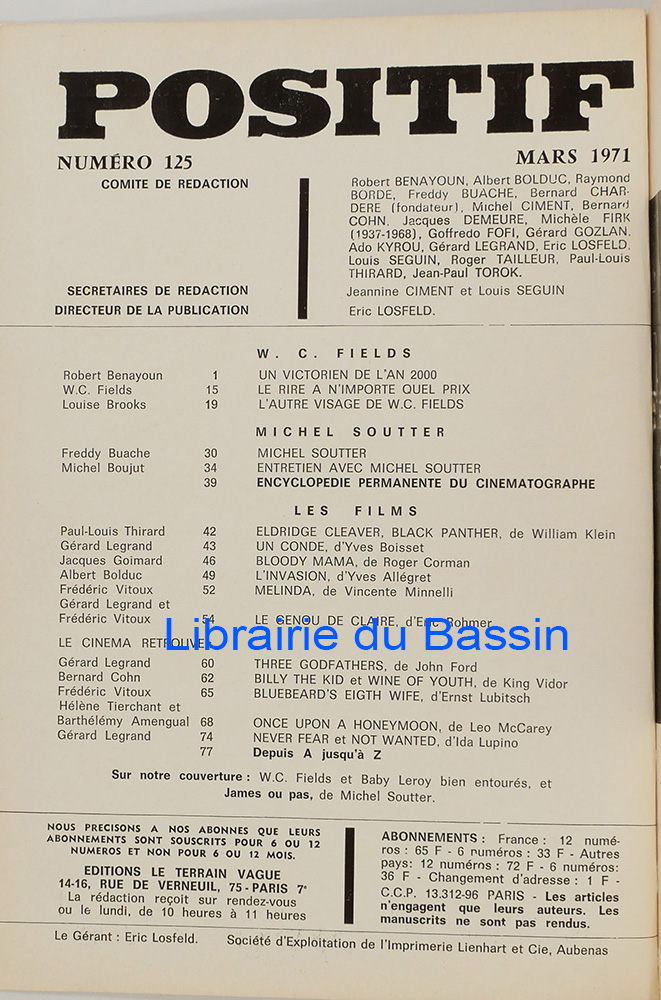 POSITIF
NUMÉRO 125
MARS 1971
COMITE DE REDACTION
Robert BENAYOUN, Albert BOLDUC, Raymond
BORDE, Freddy BUACHE, Bernard CHAR-
DERE (fondateur), Michel CIMENT, Bernard
COHN, Jacques DEMEURE, Michèle FIRK
(1937-1968), Goffredo FOFI, Gérard GOZLAN,
Ado KYROU, Gérard LEGRAND, Eric LOSFELD,
Louis SEGUIN, Roger TAILLEUR, Paul-Louis
THIRARD, Jean-Paul TOROK.
SECRETAIRES DE REDACTION Jeannine CIMENT et Louis SEGUIN
DIRECTEUR DE LA PUBLICATION Eric LOSFELD.
W. C. FIELDS
Robert Benayoun 1 UN VICTORIEN DE L'AN 2000
W.C. Fields 15 LE RIRE A N'IMPORTE QUEL PRIX
Louise Brooks 19 L'AUTRE VISAGE DE W.C. FIELDS
MICHEL SOUTTER
Freddy Buache 30 MICHEL SOUTTER
Michel Boujut 34 ENTRETIEN AVEC MICHEL SOUTTER
39 ENCYCLOPEDIE PERMANENTE DU CINEMATOGRAPHE
LES FILMS
Paul-Louis Thirard 42 ELDRIDGE CLEAVER, BLACK PANTHER, de William Klein
Gérard Legrand 43 UN CONDE, d'Yves Boisset
Jacques Goimard 46 BLOODY MAMA, de Roger Corman
Albert Bolduc 49 L'INVASION, d'Yves Allégret
Frédéric Vitoux 52 MELINDA, de Vincente Minnelli
Gérard Legrand et
Frédéric Vitoux 54 LE GENOU DE CLAIRE, d'Eric Rohmer
Librairie du Bassin
LE CINEMA RETROUVE
Gérard Legrand 60 THREE GODFATHERS, de John Ford
Bernard Cohn 62 BILLY THE KID et WINE OF YOUTH, de King Vidor
Frédéric Vitoux 65 BLUEBEARD'S EIGTH WIFE, d'Ernst Lubitsch
Hélène Tierchant et
Barthélémy Amengual 68 ONCE UPON A HONEYMOON, de Leo McCarey
Gérard Legrand 74 NEVER FEAR et NOT WANTED, d'Ida Lupino
77 Depuis A jusqu'à Z
Sur notre couverture : W.C. Fields et Baby Leroy bien entourés, et
James ou pas, de Michel Soutter.
NOUS PRECISONS A NOS ABONNES QUE LEURS
ABONNEMENTS SONT SOUSCRITS POUR 6 OU 12
NUMEROS ET NON POUR 6 OU 12 MOIS.
EDITIONS LE TERRAIN VAGUE
14-16, RUE DE VERNEUIL, 75 - PARIS 7e
La rédaction reçoit sur rendez-vous
ou le lundi, de 10 heures à 11 heures
ABONNEMENTS : France : 12 numé-
ros : 65 F - 6 numéros : 33 F - Autres
pays: 12 numéros : 72 F - 6 numéros:
36 F - Changement d'adresse : 1 F -
C.C.P. 13.312-96 PARIS - Les articles
n'engagent que leurs auteurs. Les
manuscrits ne sont pas rendus.
Le Gérant : Eric Losfeld. Société d'Exploitation de l'Imprimerie Lienhart et Cie, Aubenas